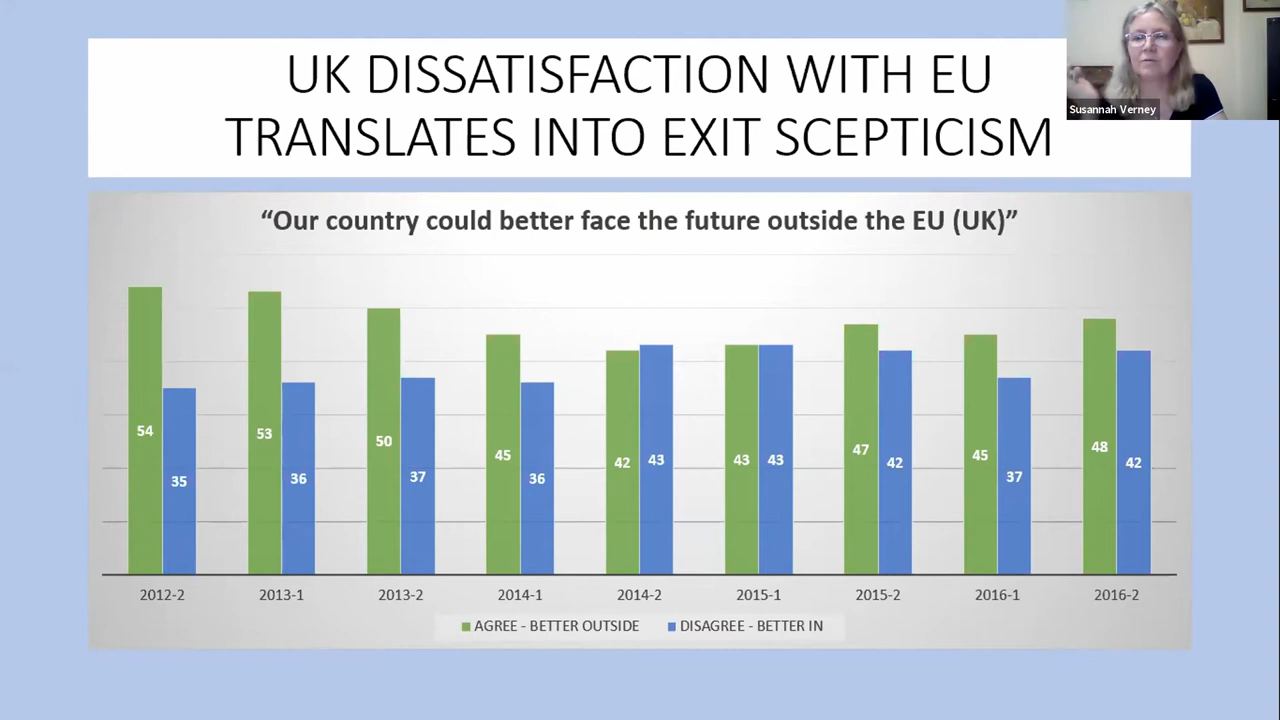 UK DISSATISFACTION WITH EU
TRANSLATES INTO EXIT SCEPTICISM
Susannah Verney
“Our country could better face the future outside the EU (UK)”
54 35 53 36 50 37 45 36 42 43 43 43 47 42 45 37 48 42
2012-2 2013-1 2013-2 2014-1 2014-2 2015-1 2015-2 2016-1 2016-2
AGREE - BETTER OUTSIDE DISAGREE - BETTER IN